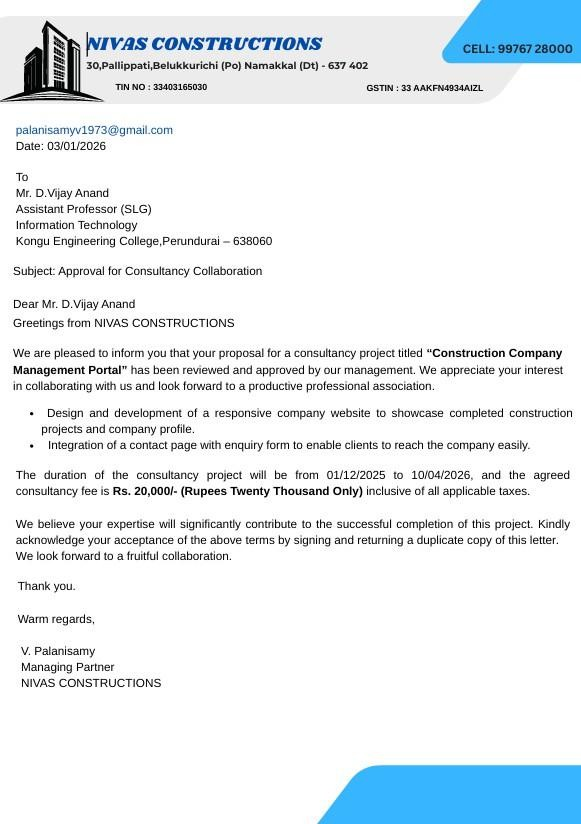 NIVAS CONSTRUCTIONS
CELL: 99767 28000
30,Pallippati,Belukkurichi (Po) Namakkal (Dt) - 637 402
TIN NO : 33403165030
GSTIN : 33 AAKFN4934AIZL
palanisamyv1973@gmail.com
Date: 03/01/2026
To
Mr. D.Vijay Anand
Assistant Professor (SLG)
Information Technology
Kongu Engineering College,Perundurai – 638060
Subject: Approval for Consultancy Collaboration
Dear Mr. D.Vijay Anand
Greetings from NIVAS CONSTRUCTIONS
We are pleased to inform you that your proposal for a consultancy project titled “Construction Company
Management Portal” has been reviewed and approved by our management. We appreciate your interest
in collaborating with us and look forward to a productive professional association.
• Design and development of a responsive company website to showcase completed construction
projects and company profile.
• Integration of a contact page with enquiry form to enable clients to reach the company easily.
The duration of the consultancy project will be from 01/12/2025 to 10/04/2026, and the agreed
consultancy fee is Rs. 20,000/- (Rupees Twenty Thousand Only) inclusive of all applicable taxes.
We believe your expertise will significantly contribute to the successful completion of this project. Kindly
acknowledge your acceptance of the above terms by signing and returning a duplicate copy of this letter.
We look forward to a fruitful collaboration.
Thank you.
Warm regards,
V. Palanisamy
Managing Partner
NIVAS CONSTRUCTIONS